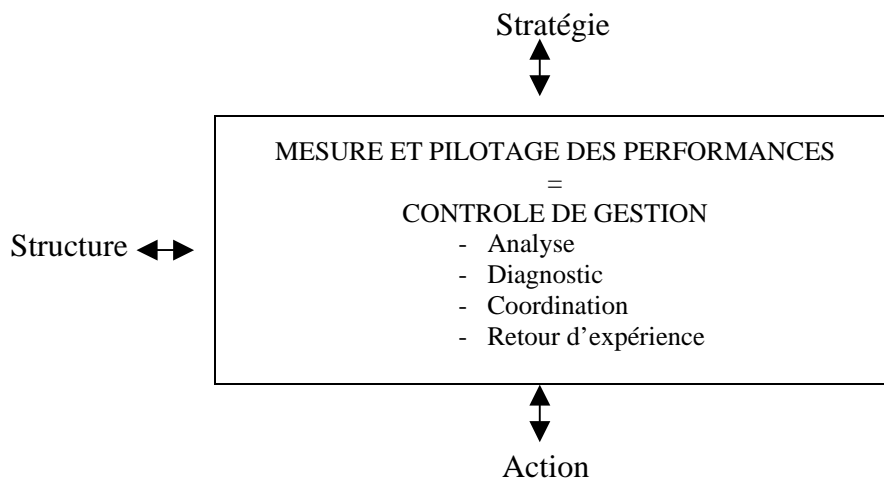 Stratégie
MESURE ET PILOTAGE DES PERFORMANCES
=
CONTROLE DE GESTION
- Analyse
Structure
- Diagnostic
- Coordination
- Retour d’expérience
Action